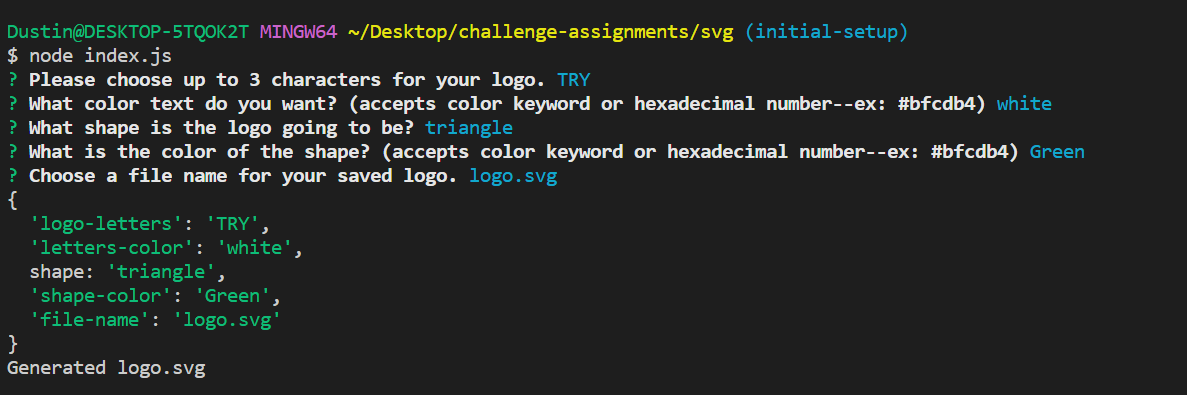 Dustin@DESKTOP-5TQOK2T MINGW64 ~/Desktop/challenge-assignments/svg (initial-setup)
$ node index.js
? Please choose up to 3 characters for your logo. TRY
? What color text do you want? (accepts color keyword or hexadecimal number--ex: #bfcdb4) white
? What shape is the logo going to be? triangle
? What is the color of the shape? (accepts color keyword or hexadecimal number--ex: #bfcdb4) Green
? Choose a file name for your saved logo. logo.svg
{
  'logo-letters': 'TRY',
  'letters-color': 'white',
  shape: 'triangle',
  'shape-color': 'Green',
  'file-name': 'logo.svg'
}
Generated logo.svg